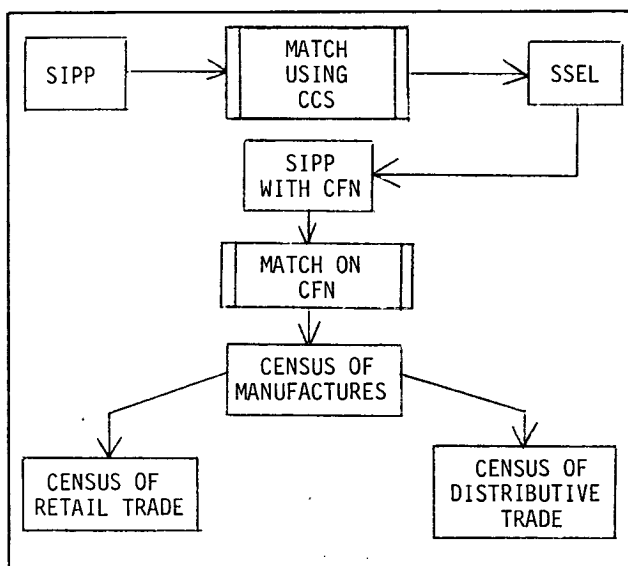 SIPP
MATCH
USING
CCS
SSEL
SIPP
WITH CFN
MATCH ON
CFN
CENSUS OF
MANUFACTURES
CENSUS OF
RETAIL TRADE
CENSUS OF
DISTRIBUTIVE
TRADE